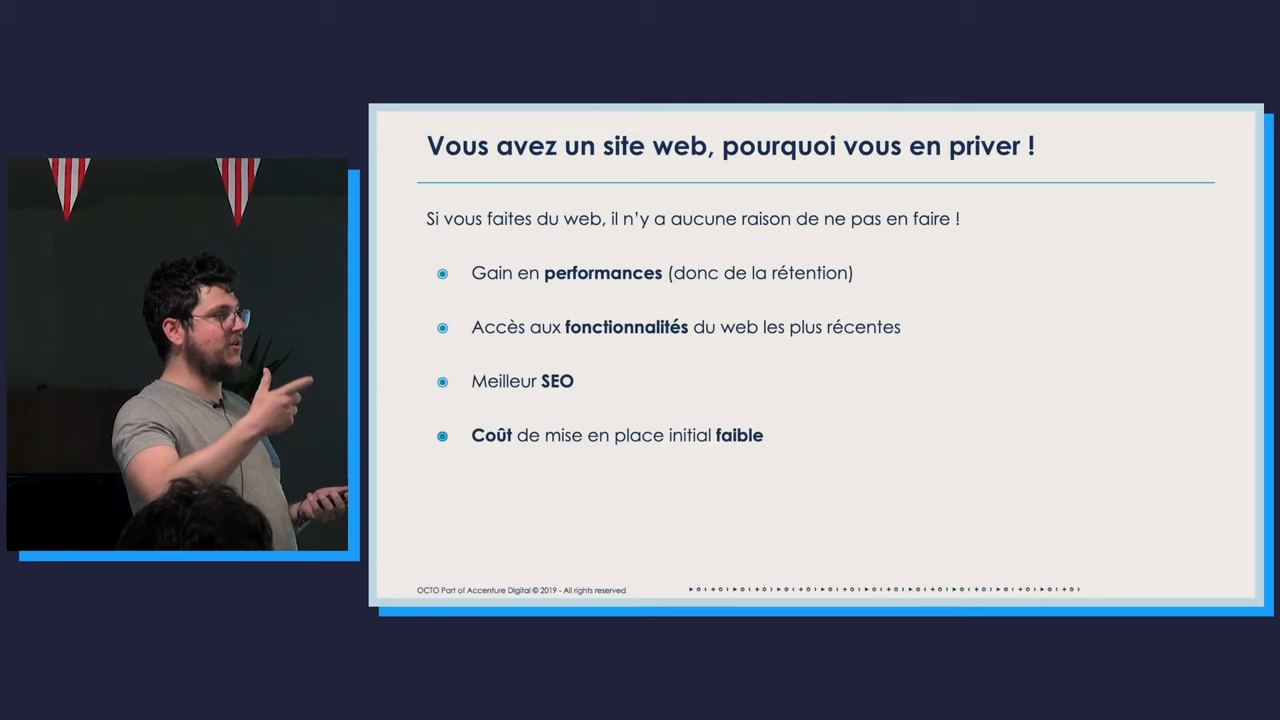 Vous avez un site web, pourquoi vous en priver !
Si vous faites du web, il n’y a aucune raison de ne pas en faire !
Gain en performances (donc de la rétention)
Accès aux fonctionnalités du web les plus récentes
Meilleur SEO
Coût de mise en place initial faible
OCTO Part of Accenture Digital © 2019 - All rights reserved